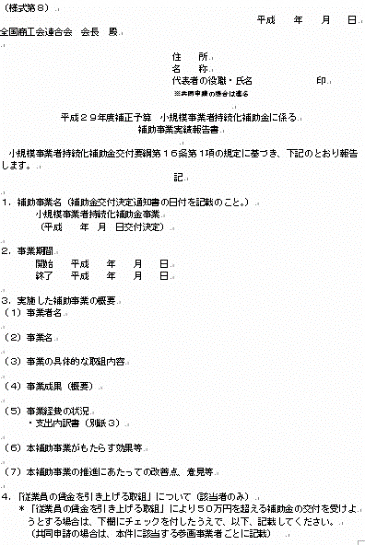 （様式第８）
平成　　年　　月　　日
全国商工会連合会　会長　殿
住　　所
名　　称
代表者の役職・氏名　　　　　　印
※共同申請の場合は連名
平成２９年度補正予算　小規模事業者持続化補助金に係る
補助事業実績報告書
小規模事業者持続化補助金交付要綱第１６条第１項の規定に基づき、下記のとおり報告
します。
記
１．補助事業名（補助金交付決定通知書の日付を記載のこと。）
小規模事業者持続化補助金事業
（平成　　年　月　日交付決定）
２．事業期間
開始　　平成　　年　　月　　日
終了　　平成　　年　　月　　日
３．実施した補助事業の概要
（１）事業者名
（２）事業名
（３）事業の具体的な取組内容
（４）事業成果（概要）
（５）事業経費の状況
・支出内訳書（別紙３）
（６）本補助事業がもたらす効果等
（７）本補助事業の推進にあたっての改善点、意見等
４．「従業員の賃金を引き上げる取組」について（該当者のみ）
＊「従業員の賃金を引き上げる取組」により５０万円を超える補助金の交付を受けよ
うとする場合は、下欄にチェックを付したうえで、以下、記載してください。
（共同申請の場合は、本件に該当する参画事業者ごとに記載）